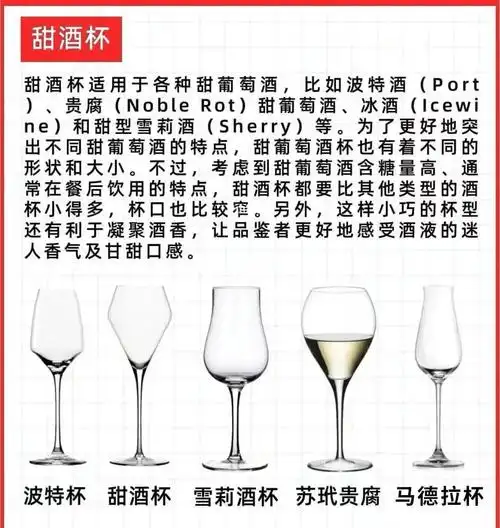 甜酒杯
甜酒杯适用于各种甜葡萄酒，比如波特酒（Port
）、贵腐（Noble Rot）甜葡萄酒、冰酒（Icewi
ne）和甜型雪莉酒（Sherry）等。为了更好地突
出不同甜葡萄酒的特点，甜葡萄酒杯也有着不同的
形状和大小。不过，考虑到甜葡萄酒含糖量高、通
常在餐后饮用的特点，甜酒杯都要比其他类型的酒
杯小得多，杯口也比较窄。另外，这样小巧的杯型
还有利于凝聚酒香，让品鉴者更好地感受酒液的迷
人香气及甘甜口感。
波特杯 甜酒杯 雪莉酒杯 苏玳贵腐 马德拉杯